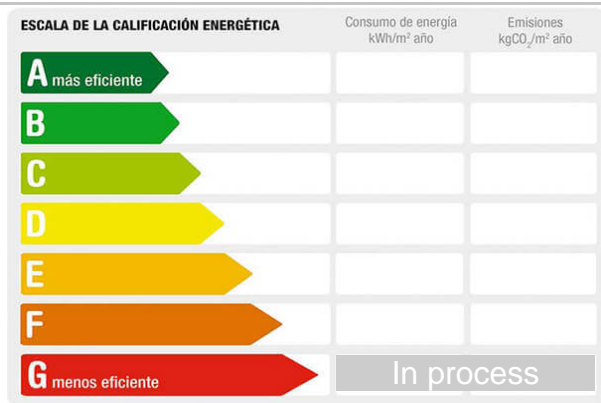 ESCALA DE LA CALIFICACIÓN ENERGÉTICA
Consumo de energía
kWh/m² año
Emisiones
kgCO₂/m² año
A más eficiente
B
C
D
E
F
G menos eficiente
In process